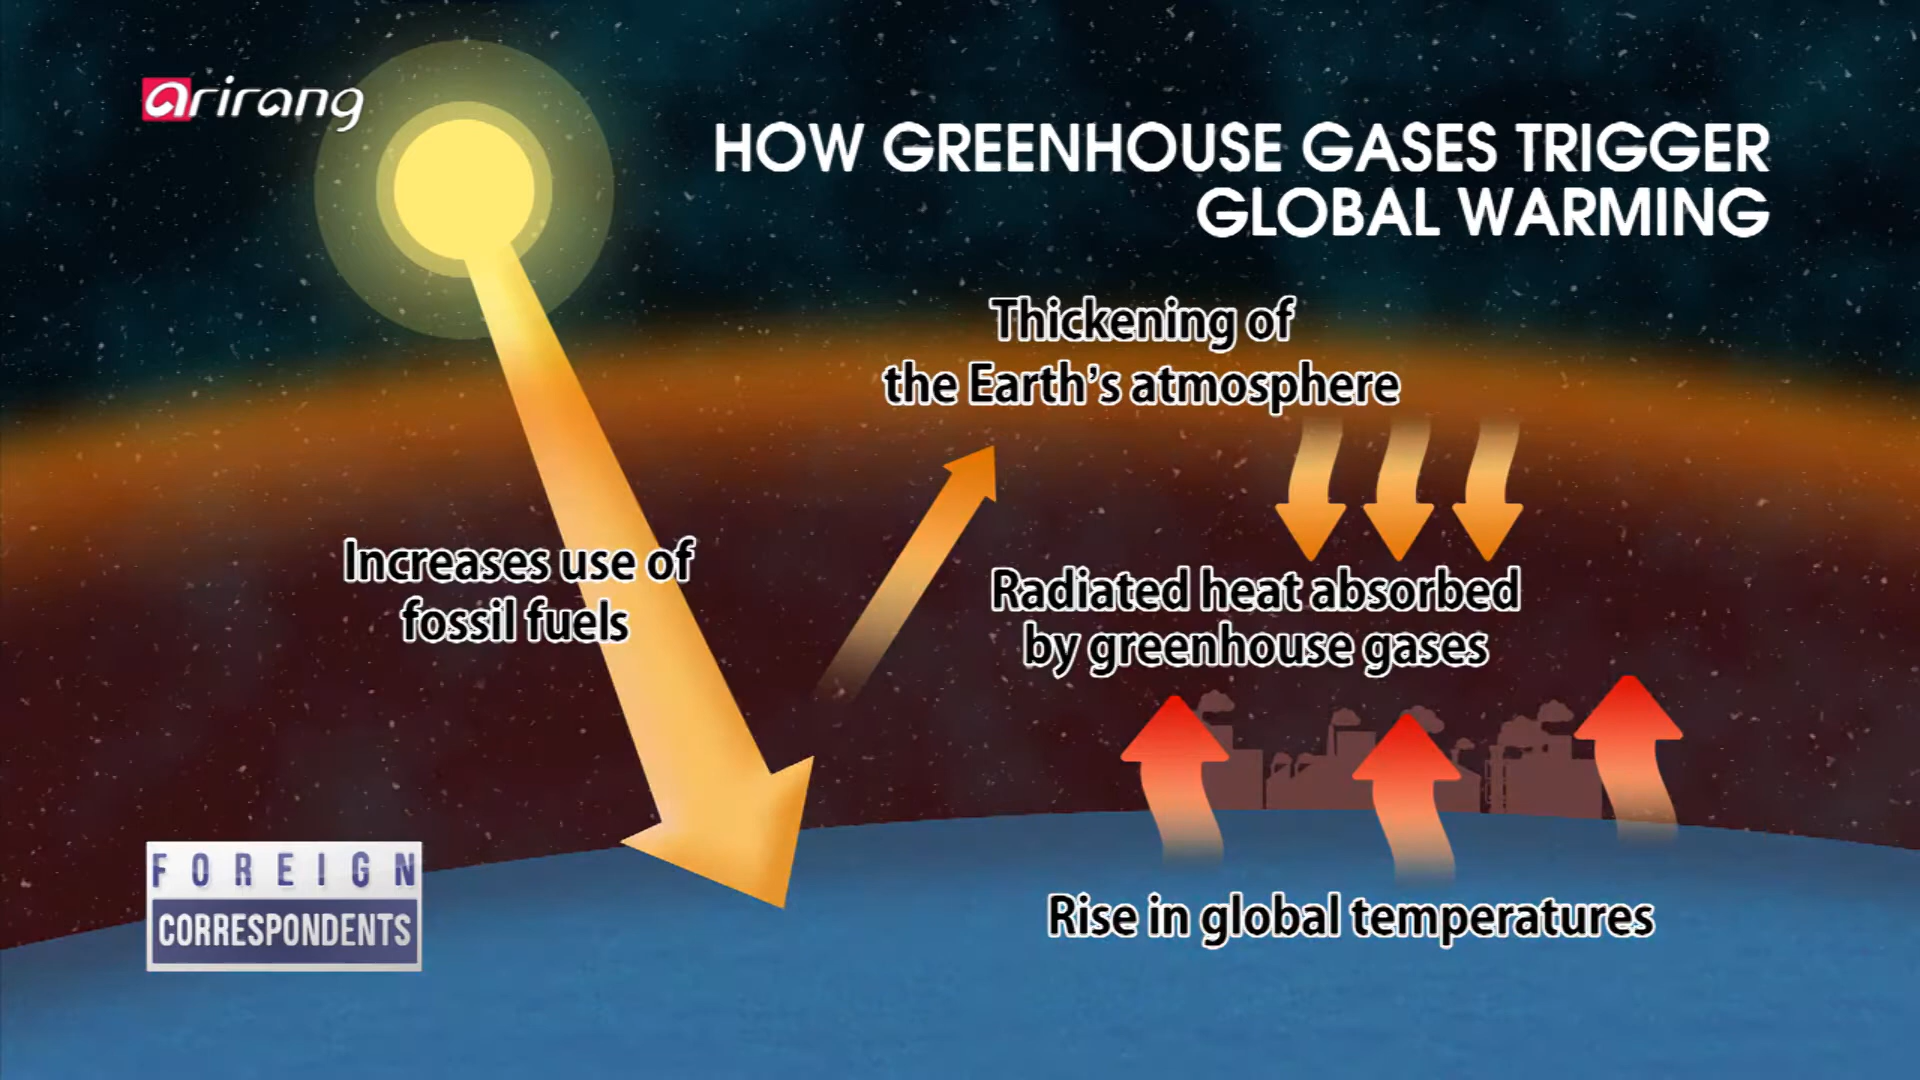 arirang
HOW GREENHOUSE GASES TRIGGER
GLOBAL WARMING
Thickening of
the Earth's atmosphere
Increases use of
fossil fuels
Radiated heat absorbed
by greenhouse gases
Rise in global temperatures
FOREIGN
CORRESPONDENTS